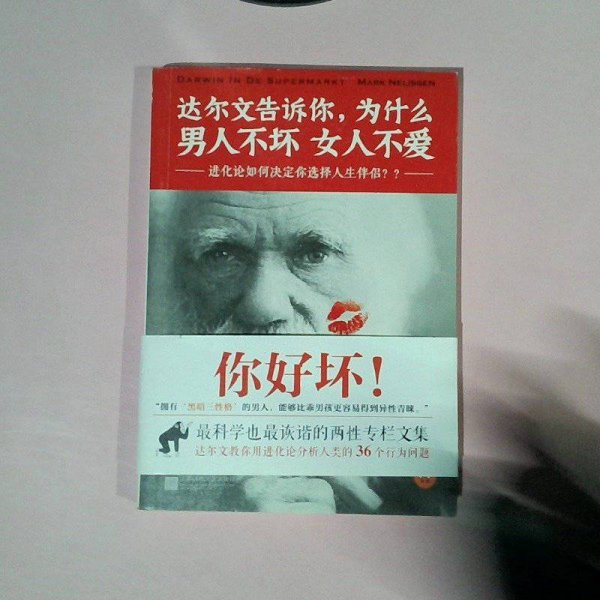 DARWIN IN DE SUPERMARKT MARK NELISSEN
达尔文告诉你，为什么
男人不坏 女人不爱
——进化论如何决定你选择人生伴侣？？——
你好坏！
“拥有“黑暗三性格”的男人，能够比乖男孩更容易得到异性青睐。”
最科学也最诙谐的两性专栏文集
达尔文教你用进化论分析人类的36个行为问题